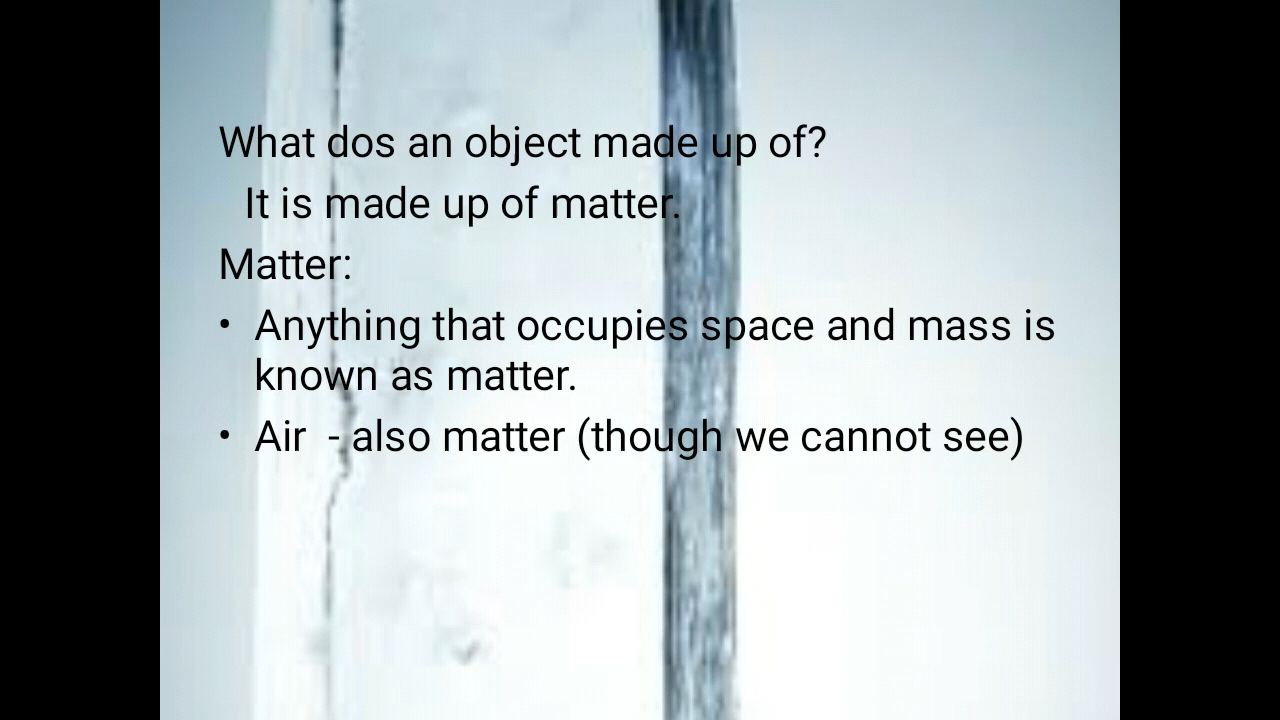 What dos an object made up of?
It is made up of matter.
Matter:
• Anything that occupies space and mass is
known as matter.
• Air  - also matter (though we cannot see)